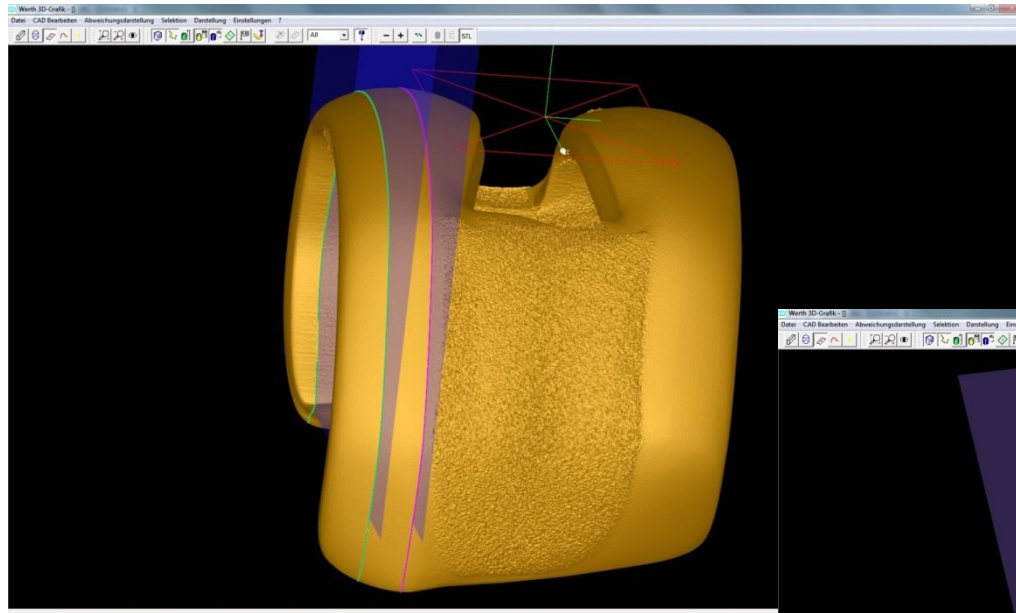 Werth 3D-Grafik - []
Datei CAD Bearbeiten Abweichungsdarstellung Selektion Darstellung Einstellungen ?
All STL
Werth 3D-Grafik - []
Datei CAD Bearbeiten Abweichungsdarstellung Selektion Darstellung Ein